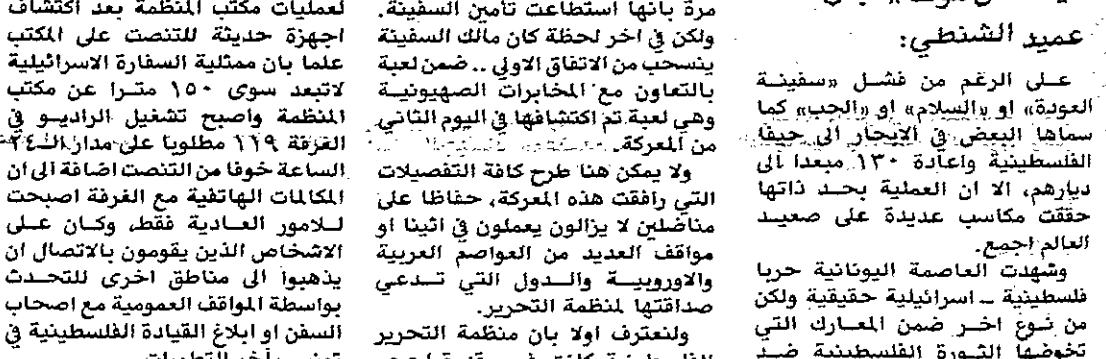 عميد الشنطي:
على الرغم من فشل «سفينة
العودة» او «السلام» او «الحب» كما
سماها البعض في الابحار الى حيفا
الفلسطينية واعادة ١٣٠ مبعدا الى
ديارهم، الا ان العملية بحد ذاتها
حققت مكاسب عديدة على صعيد
العالم اجمع.
وشهدت العاصمة اليونانية حربا
فلسطينية ــ اسرائيلية حقيقية ولكن
من نوع اخر ضمن المعارك التي
تخوضها الثورة الفلسطينية ضد
مرة بانها استطاعت تأمين السفينة.
ولكن في اخر لحظة كان مالك السفينة
ينسحب من الاتفاق الاولي .. ضمن لعبة
بالتعاون مع المخابرات الصهيونية
وهي لعبة تم اكتشافها في اليوم الثاني
من المعركة.
ولا يمكن هنا طرح كافة التفصيلات
التي رافقت هذه المعركة، حفاظا على
مناضلين لا يزالون يعملون في اثينا او
مواقف العديد من العواصم العربية
والاوروبية والدول التي تدعي
صداقتها لمنظمة التحرير.
ولنعترف اولا بان منظمة التحرير
لعمليات مكتب المنظمة بعد اكتشاف
اجهزة حديثة للتنصت على المكتب
علما بان ممثلية السفارة الاسرائيلية
لاتبعد سوى ١٥٠ مترا عن مكتب
المنظمة واصبح تشغيل الراديو في
الغرفة ١١٩ مطلوبا على مدار الـ٢٤
الساعة خوفا من التنصت اضافة الى ان
المكالمات الهاتفية مع الغرفة اصبحت
للامور العادية فقط، وكان على
الاشخاص الذين يقومون بالاتصال ان
يذهبوا الى مناطق اخرى للتحدث
بواسطة المواقف العمومية مع اصحاب
السفن او ابلاغ القيادة الفلسطينية في